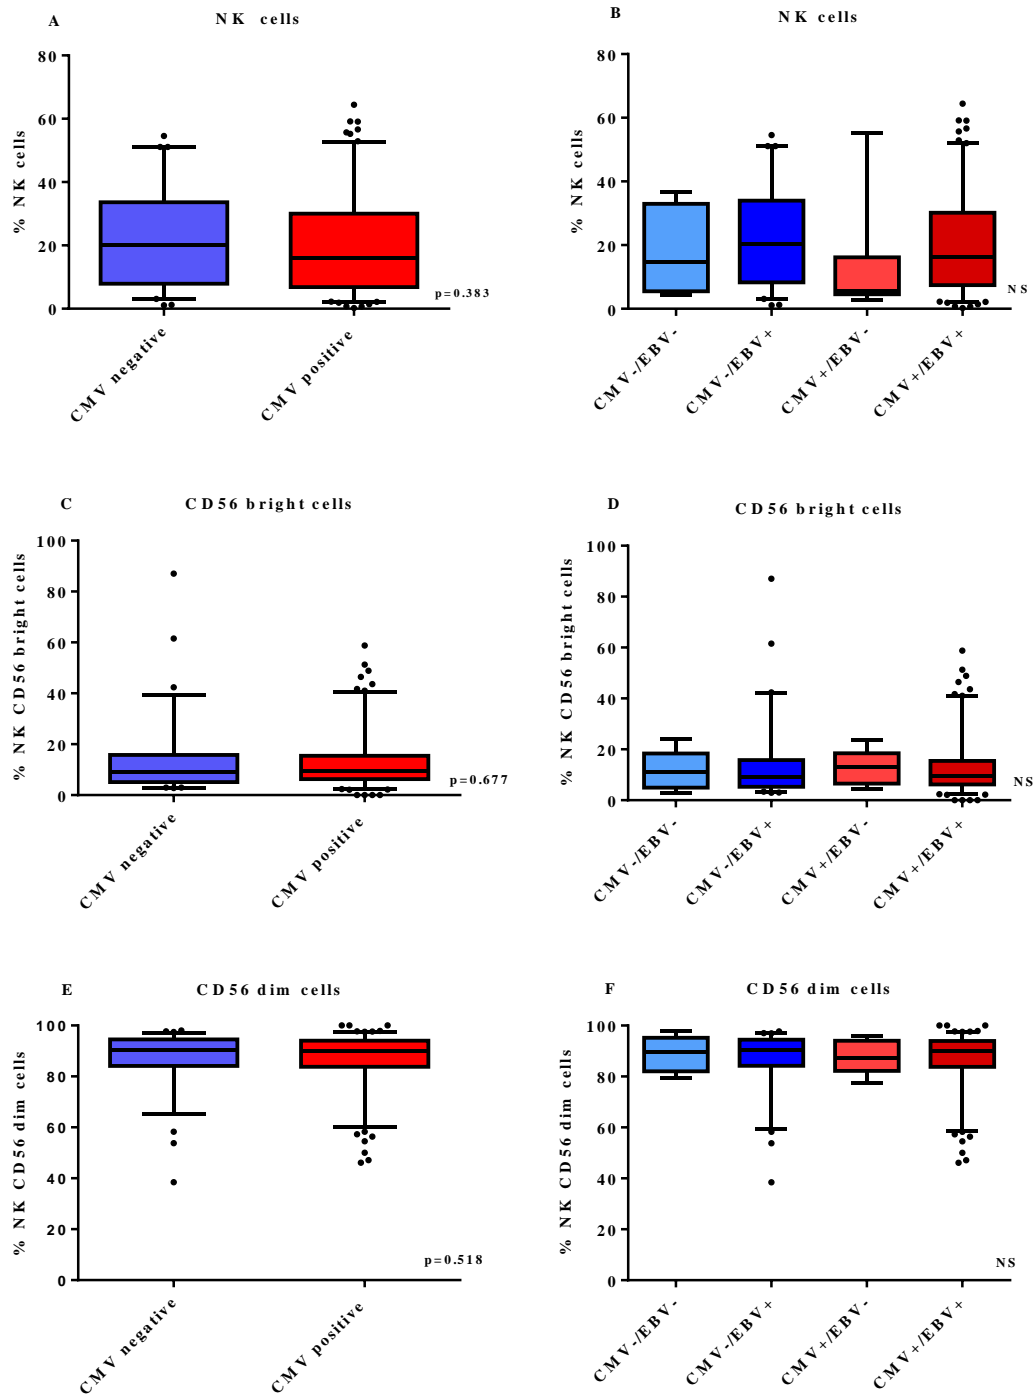 A
NK cells
% NK cells
80
60
40
20
0
p=0.383
CMV negative
CMV positive
B
NK cells
% NK cells
80
60
40
20
0
NS
CMV-/EBV-
CMV-/EBV+
CMV+/EBV-
CMV+/EBV+
C
CD56 bright cells
% NK CD56 bright cells
100
80
60
40
20
0
p=0.677
CMV negative
CMV positive
D
CD56 bright cells
% NK CD56 bright cells
100
80
60
40
20
0
NS
CMV-/EBV-
CMV-/EBV+
CMV+/EBV-
CMV+/EBV+
E
CD56 dim cells
% NK CD56 dim cells
100
80
60
40
20
0
p=0.518
CMV negative
CMV positive
F
CD56 dim cells
% NK CD56 dim cells
100
80
60
40
20
0
NS
CMV-/EBV-
CMV-/EBV+
CMV+/EBV-
CMV+/EBV+